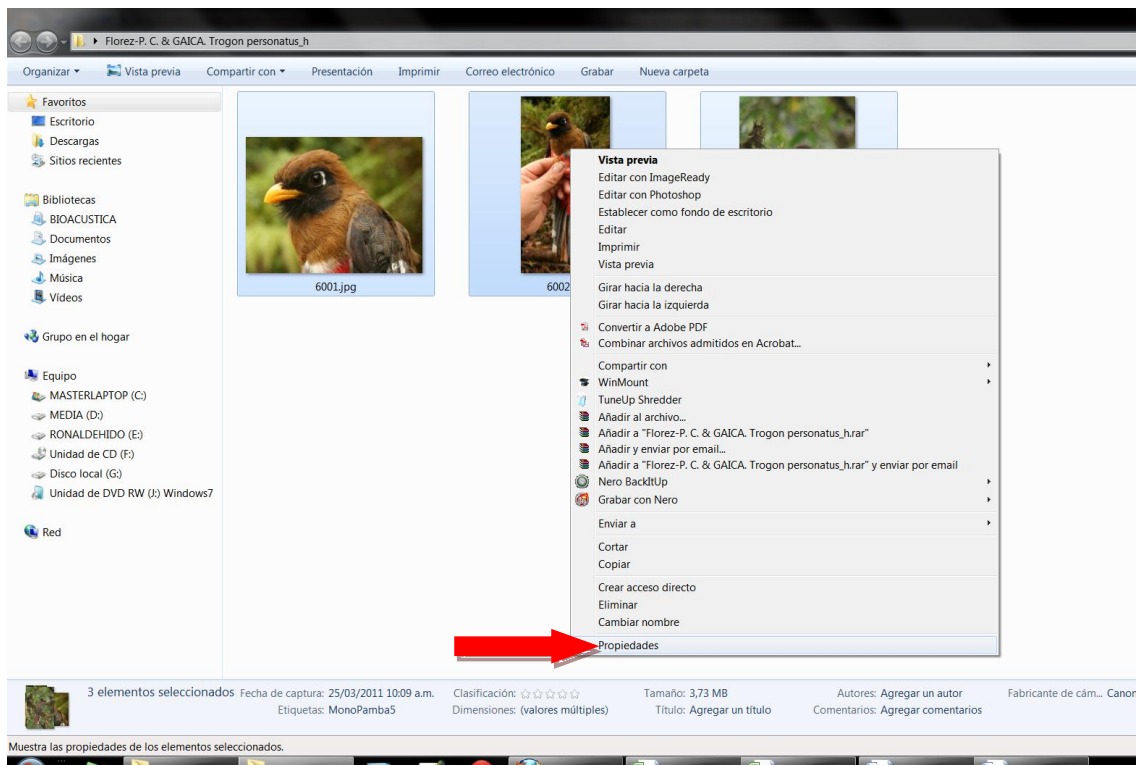 Florez-P. C. & GAICA. Trogon personatus_h
Organizar Vista previa Compartir con Presentación Imprimir Correo electrónico Grabar Nueva carpeta
Favoritos
Escritorio
Descargas
Sitios recientes
Bibliotecas
BIOACUSTICA
Documentos
Imágenes
Música
Vídeos
Grupo en el hogar
Equipo
MASTERLAPTOP (C:)
MEDIA (D:)
RONALDEHIDO (E:)
Unidad de CD (F:)
Disco local (G:)
Unidad de DVD RW (J:) Windows7
Red
6001.jpg
6002
Vista previa
Editar con ImageReady
Editar con Photoshop
Establecer como fondo de escritorio
Editar
Imprimir
Vista previa
Girar hacia la derecha
Girar hacia la izquierda
Convertir a Adobe PDF
Combinar archivos admitidos en Acrobat...
Compartir con
WinMount
TuneUp Shredder
Añadir al archivo...
Añadir a "Florez-P. C. & GAICA. Trogon personatus_h.rar"
Añadir y enviar por email...
Añadir a "Florez-P. C. & GAICA. Trogon personatus_h.rar" y enviar por email
Nero BackItUp
Grabar con Nero
Enviar a
Cortar
Copiar
Crear acceso directo
Eliminar
Cambiar nombre
Propiedades
3 elementos seleccionados Fecha de captura: 25/03/2011 10:09 a.m. Clasificación: Tamaño: 3,73 MB Autores: Agregar un autor Fabricante de cám... Canon
Etiquetas: MonoPamba5 Dimensiones: (valores múltiples) Título: Agregar un título Comentarios: Agregar comentarios
Muestra las propiedades de los elementos seleccionados.